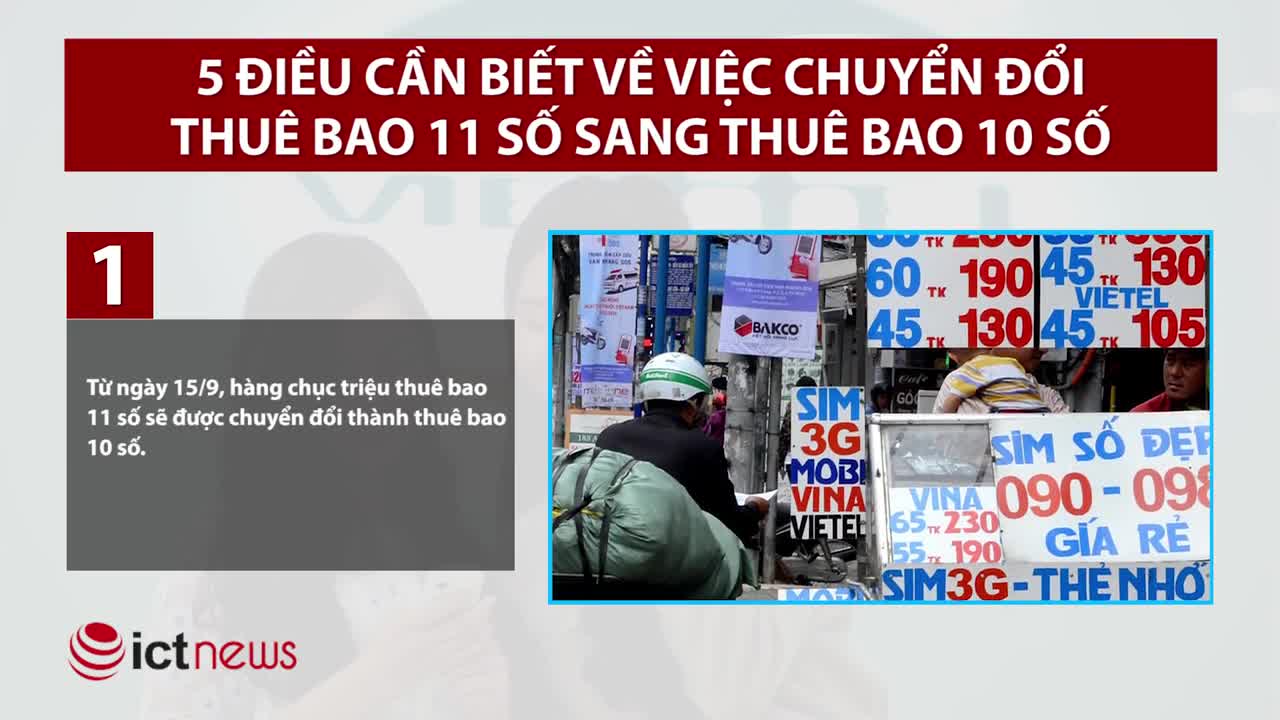 5 ĐIỀU CẦN BIẾT VỀ VIỆC CHUYỂN ĐỔI
THUÊ BAO 11 SỐ SANG THUÊ BAO 10 SỐ
1
Từ ngày 15/9, hàng chục triệu thuê bao
11 số sẽ được chuyển đổi thành thuê bao
10 số.
60 TK 190
45 TK 130
45 TK 130
VIETEL
45 TK 105
BAKCO
SIM
3G
MOBI
VINA
VIETEL
SIM SỐ ĐẸP
090 - 098
GÍA RẺ
VINA
65 TK 230
55 TK 190
SIM3G - THẺ NHỚ
MOBI
ictnews